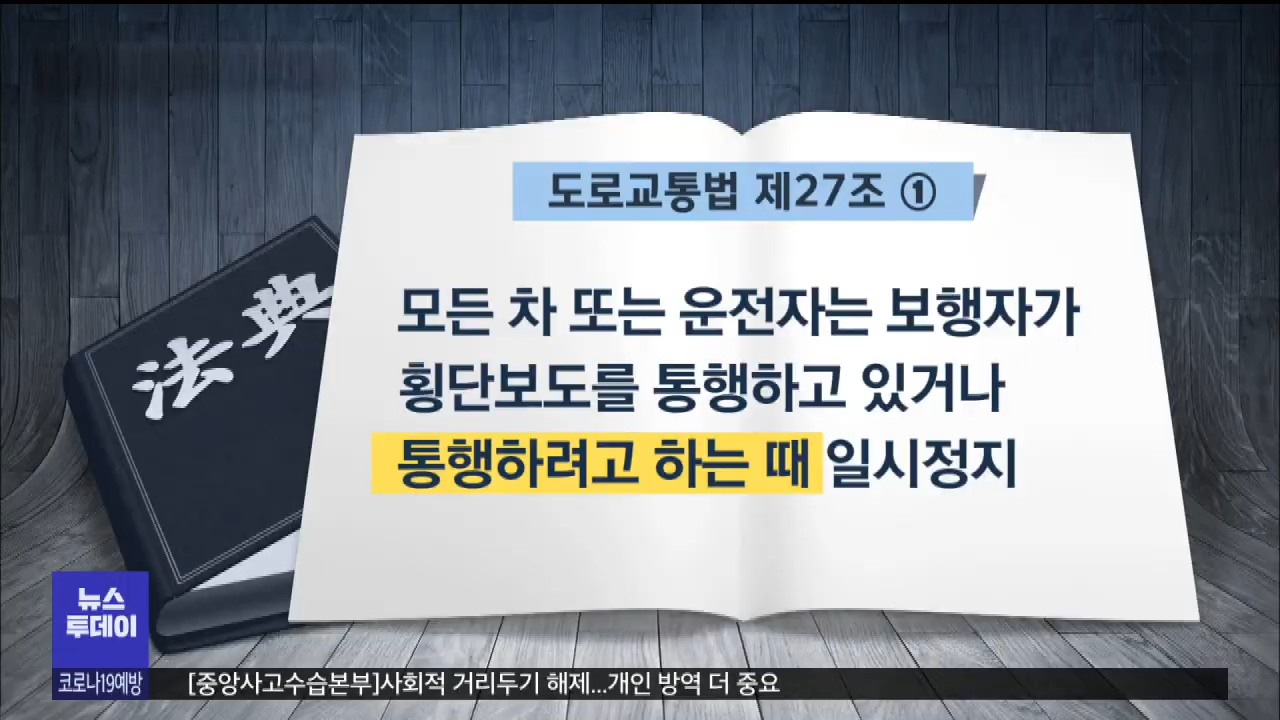 도로교통법 제27조 ①
모든 차 또는 운전자는 보행자가
횡단보도를 통행하고 있거나
통행하려고 하는 때 일시정지
法典
뉴스
투데이
코로나19예방
[중앙사고수습본부]사회적 거리두기 해제...개인 방역 더 중요